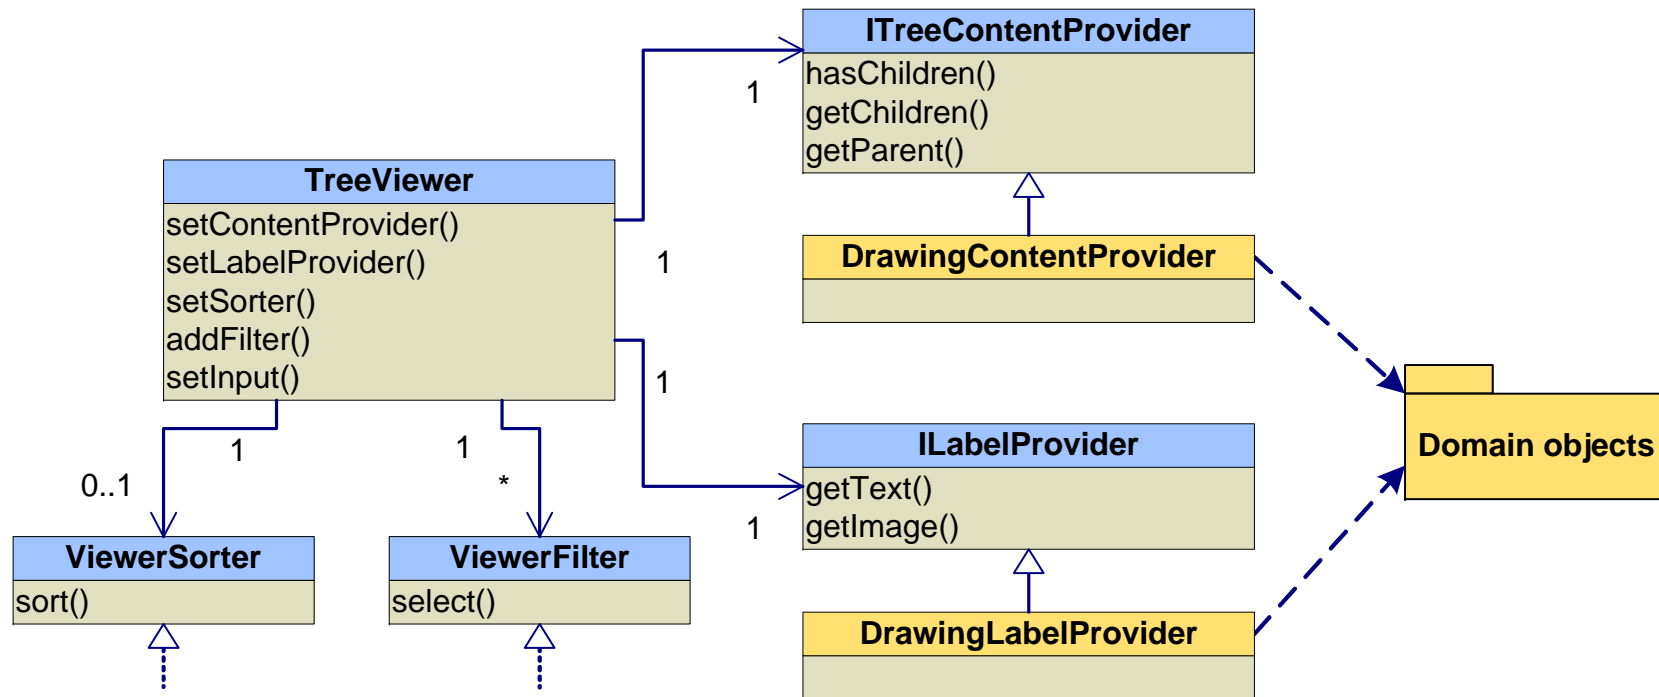 ITreeContentProvider
hasChildren()
getChildren()
getParent()
1
1
TreeViewer
setContentProvider()
setLabelProvider()
setSorter()
addFilter()
setInput()
DrawingContentProvider
1
1
ILabelProvider
getText()
getImage()
Domain objects
1
0..1
1
*
ViewerSorter
sort()
ViewerFilter
select()
DrawingLabelProvider